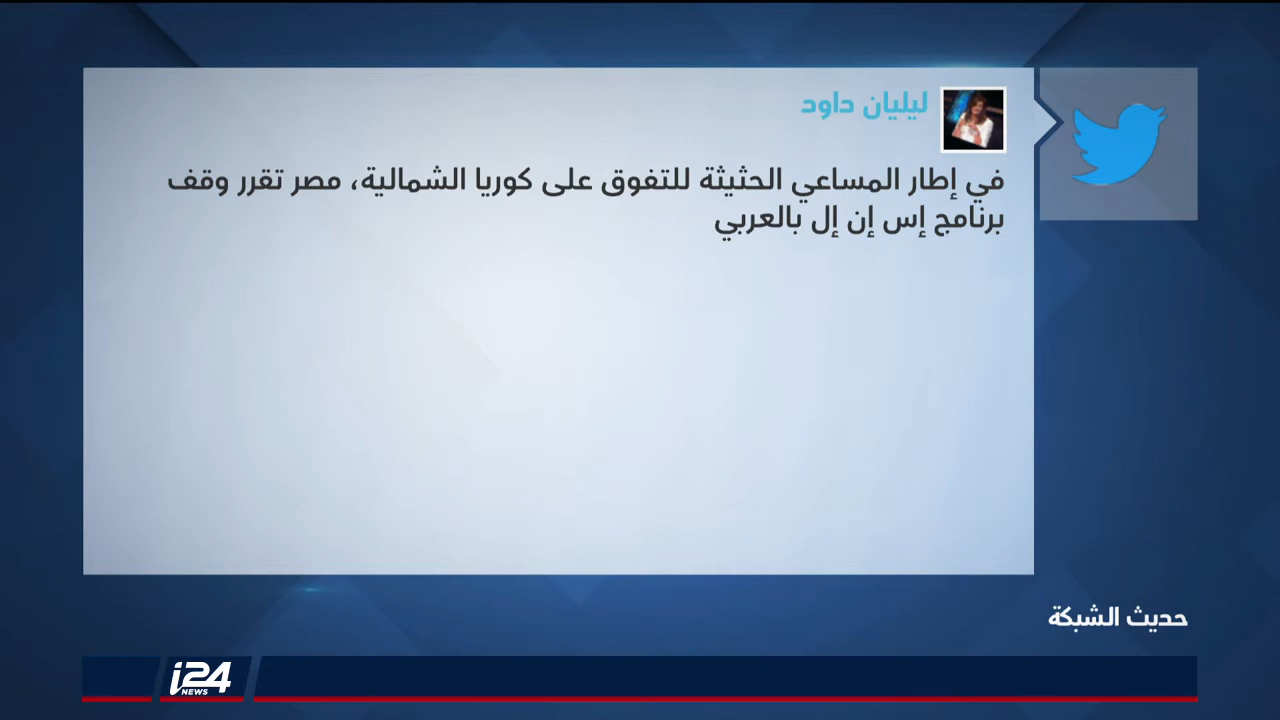 ليليان داود
في إطار المساعي الحثيثة للتفوق على كوريا الشمالية، مصر تقرر وقف
برنامج إس إن إل بالعربي
حديث الشبكة
i24
NEWS